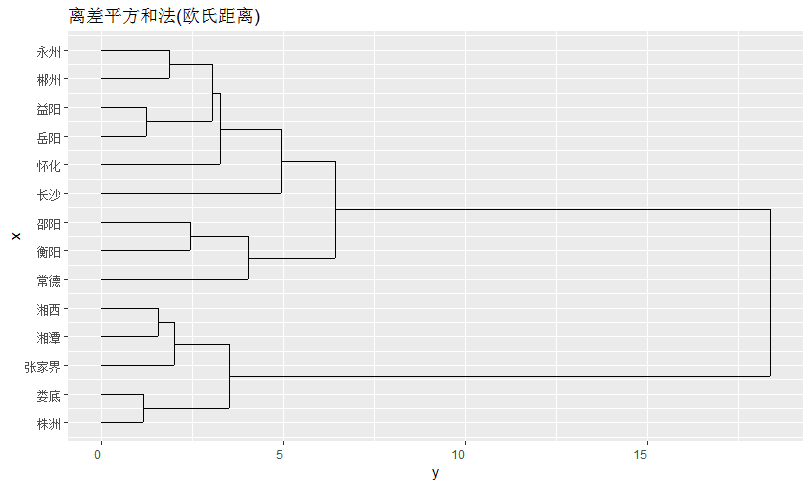 离差平方和法(欧氏距离)
永州
郴州
益阳
岳阳
怀化
长沙
邵阳
衡阳
常德
湘西
湘潭
张家界
娄底
株洲
x
0 5 10 15
y